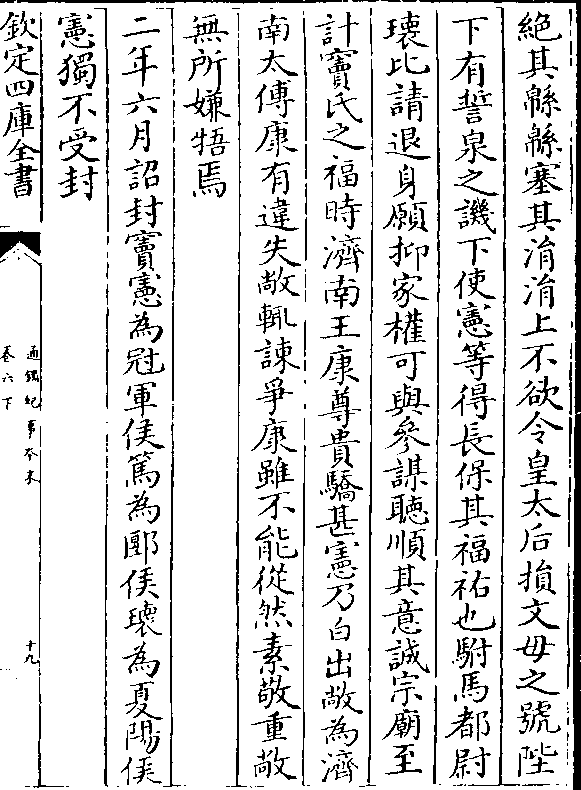 絶其緜緜塞其涓涓上不欲令皇太后損文母之號陛
下有誓泉之譏下使憲等得長保其福祐也駙馬都尉
瓌比請退身願抑家權可與參謀聽順其意誠宗廟至
計竇氏之福時濟南王康尊貴驕甚憲乃白出敞為濟
南太傅康有違失敞輒諫爭康雖不能從然素敬重敞
無所嫌牾焉
二年六月詔封竇憲為冠軍侯篤為郾侯瓌為夏陽侯
憲獨不受封
欽定四庫全書
通鑑紀事本末
卷六下
十九